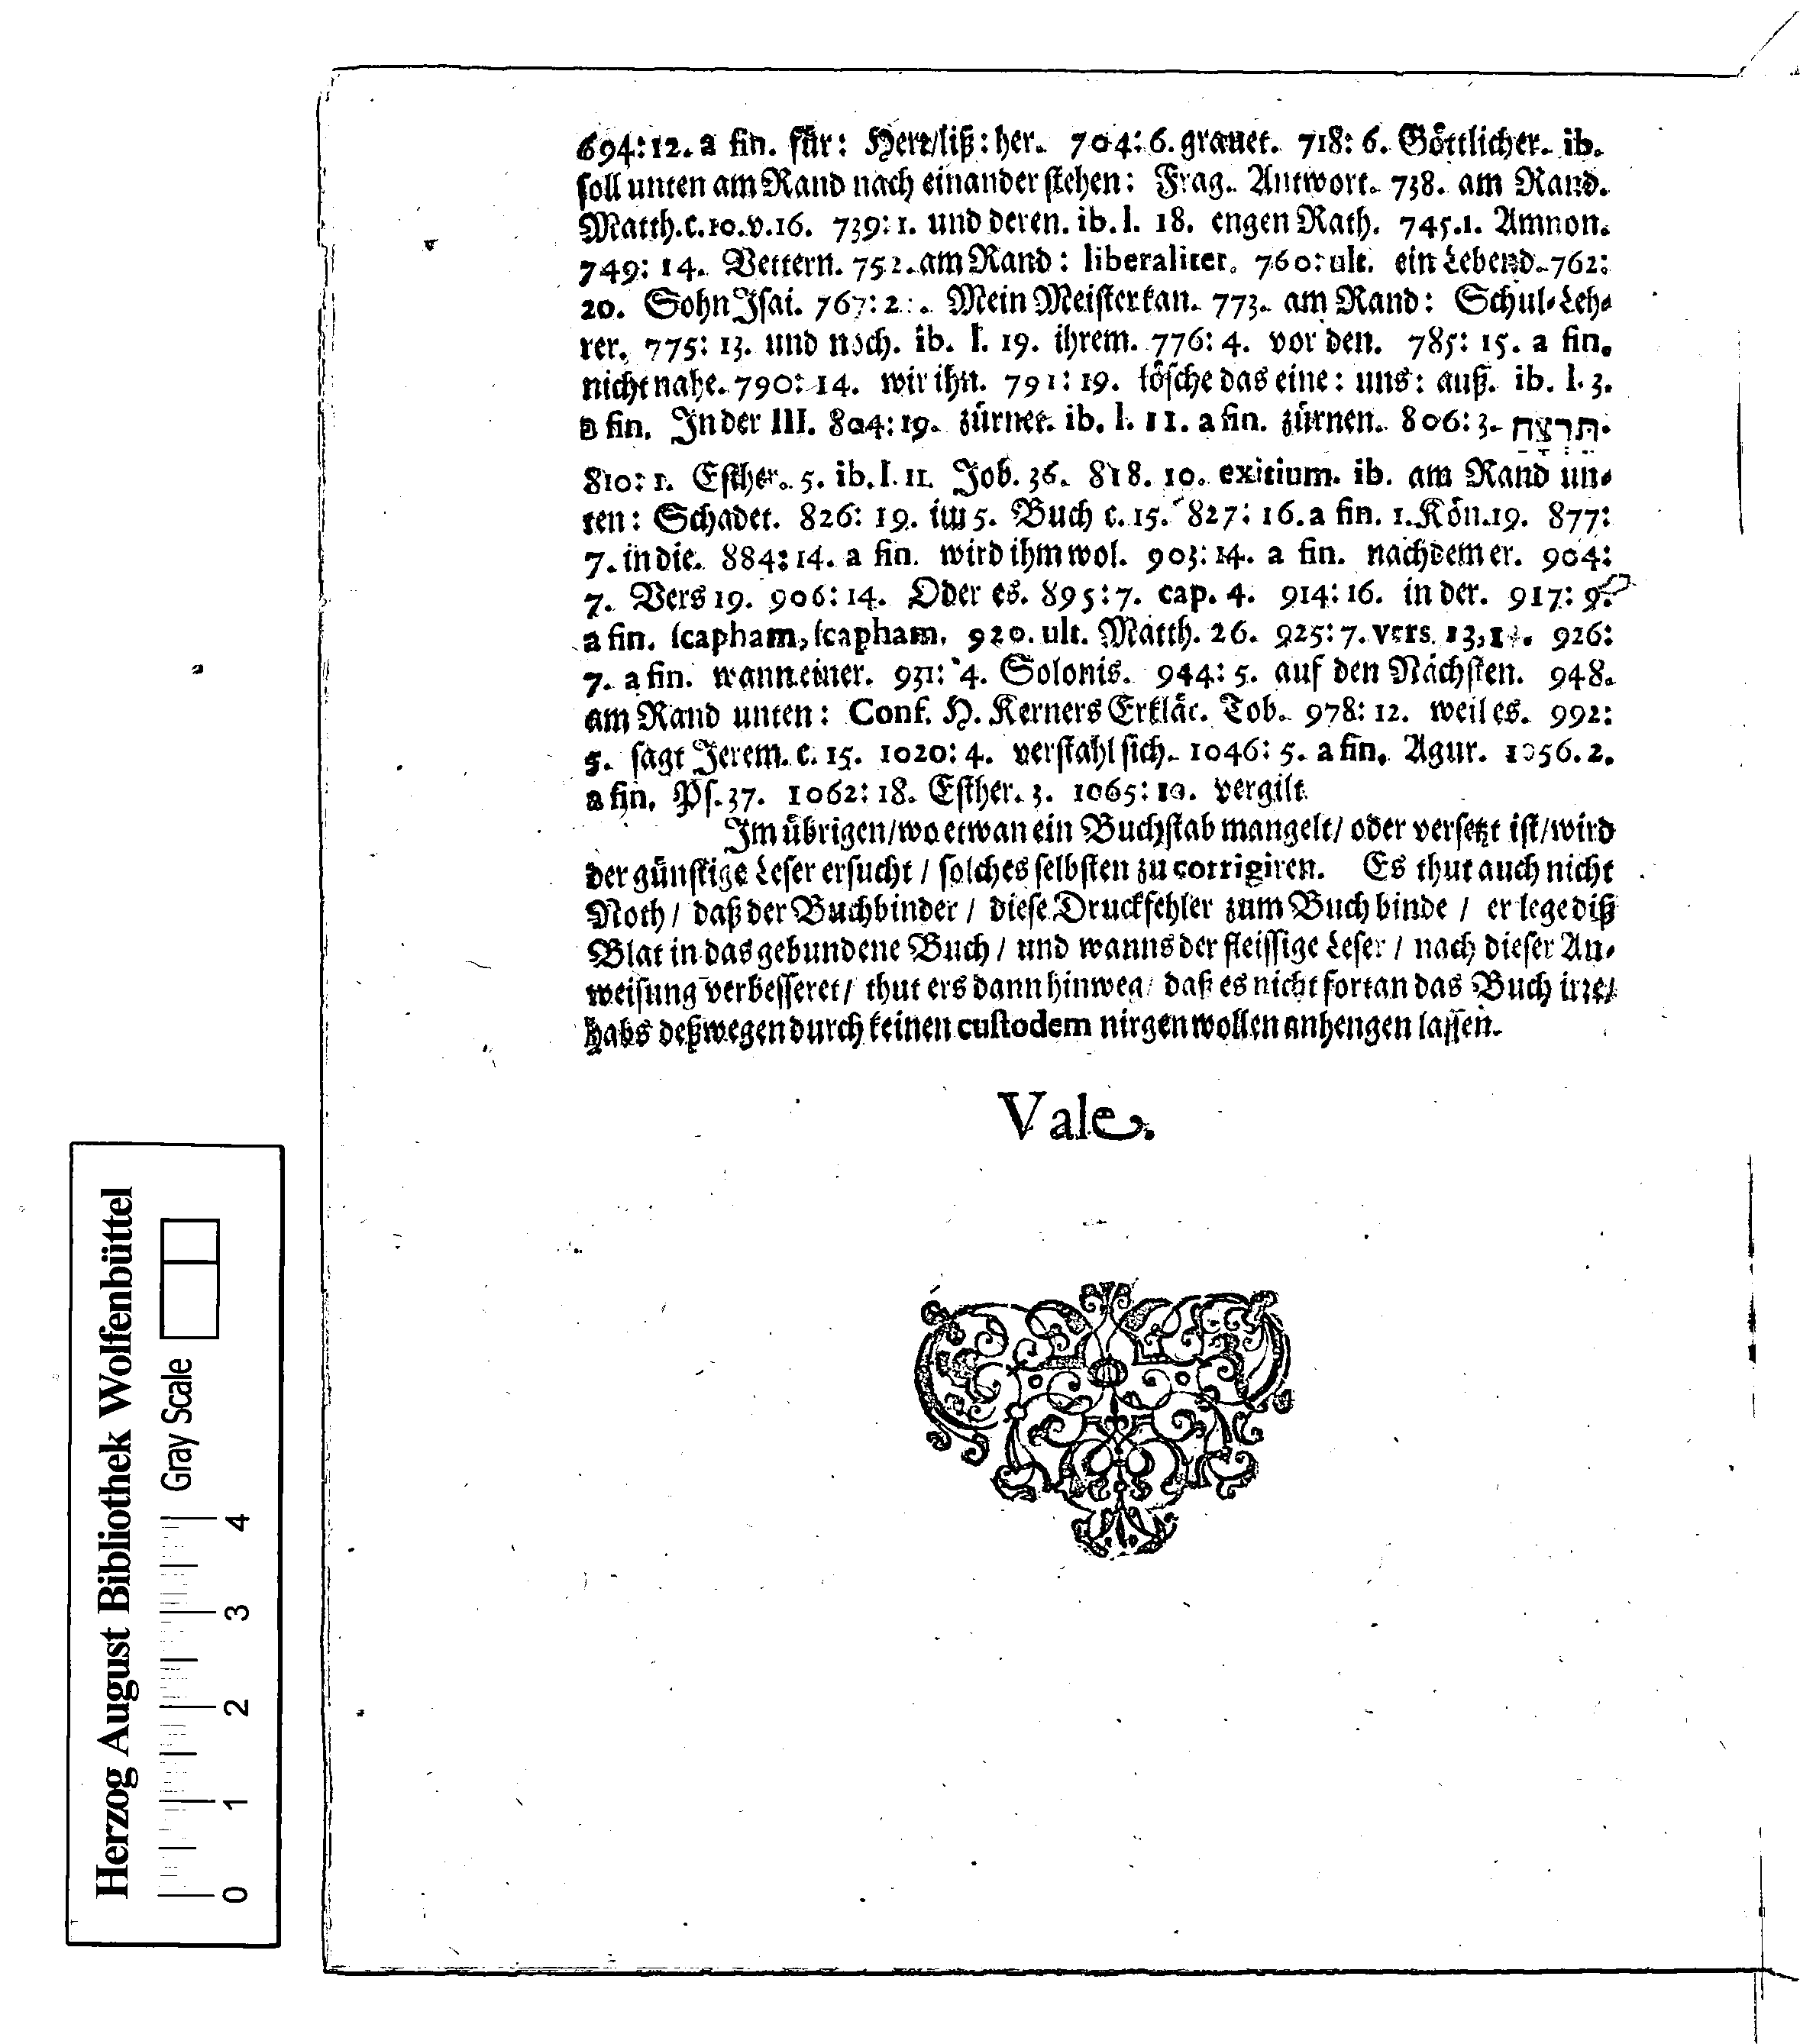 694:12. a fin. für: Hertz/liß: her. 704:6. grauet. 718: 6. Göttlicher. ib.
soll unten am Rand nach einander stehen: Frag. Antwort. 738. am Rand.
Matth. c. 10. v. 16. 739: 1. und deren. ib. l. 18. engen Rath. 745. 1. Amnon.
749: 14. Vettern. 752. am Rand: liberaliter. 760: ult. ein Lebend. 762:
20. Sohn Isai. 767: Mein Meister kan. 773. am Rand: Schul-Leh-
rer. 775: 13. und noch. ib. l. 19. ihrem. 776: 4. vor den. 785: 15. a fin.
nicht nahe. 790: 14. wir ihn. 791: 19. lösche das eine: uns: auß. ib. l. 3.
a fin. In der III. 804: 19. zürnet. ib. l. 11. a fin. zürnen. 806: 3. תרצח.
810: 1. Esther. 5. ib. l. 11. Job. 36. 818. 10. exitium. ib. am Rand un-
ten: Schadet. 826: 19. im 5. Buch c. 15. 827: 16. a fin. 1. Kön. 19. 877:
7. in die. 884: 14. a fin. wird ihm wol. 903: 14. a fin. nachdem er. 904:
7. Vers 19. 906: 14. Oder es. 895: 7. cap. 4. 914: 16. in der. 917: 9.
a fin. scapham, scapham. 920. ult. Matth. 26. 925: 7. vers. 926:
7. a fin. wann einer. 931: 4. Solonis. 944: 5. auf den Nächsten. 948.
am Rand unten: Conf. H. Kerners Erklär. Tob. 978: 12. weil es. 992:
5. sagt Jerem. c. 15. 1020: 4. verstahl sich. 1046: 5. a fin. Agur. 1056. 2.
a fin. Ps. 37. 1062: 18. Esther. 3. 1065: 10. vergilt.
Im übrigen/ wo etwan ein Buchstab mangelt/ oder versetzt ist/ wird
der günstige Leser ersucht / solches selbsten zu corrigiren. Es thut auch nicht
Noth / daß der Buchbinder / diese Druckfehler zum Buch binde / er lege diß
Blat in das gebundene Buch / und wanns der fleissige Leser / nach dieser An-
weisung verbesseret / thut ers dann hinweg / daß es nicht fortan das Buch irre/
habs deßwegen durch keinen custodem nirgen wollen anhengen lassen.
Vale.
Herzog August Bibliothek Wolfenbüttel
Gray Scale
0 1 2 3 4